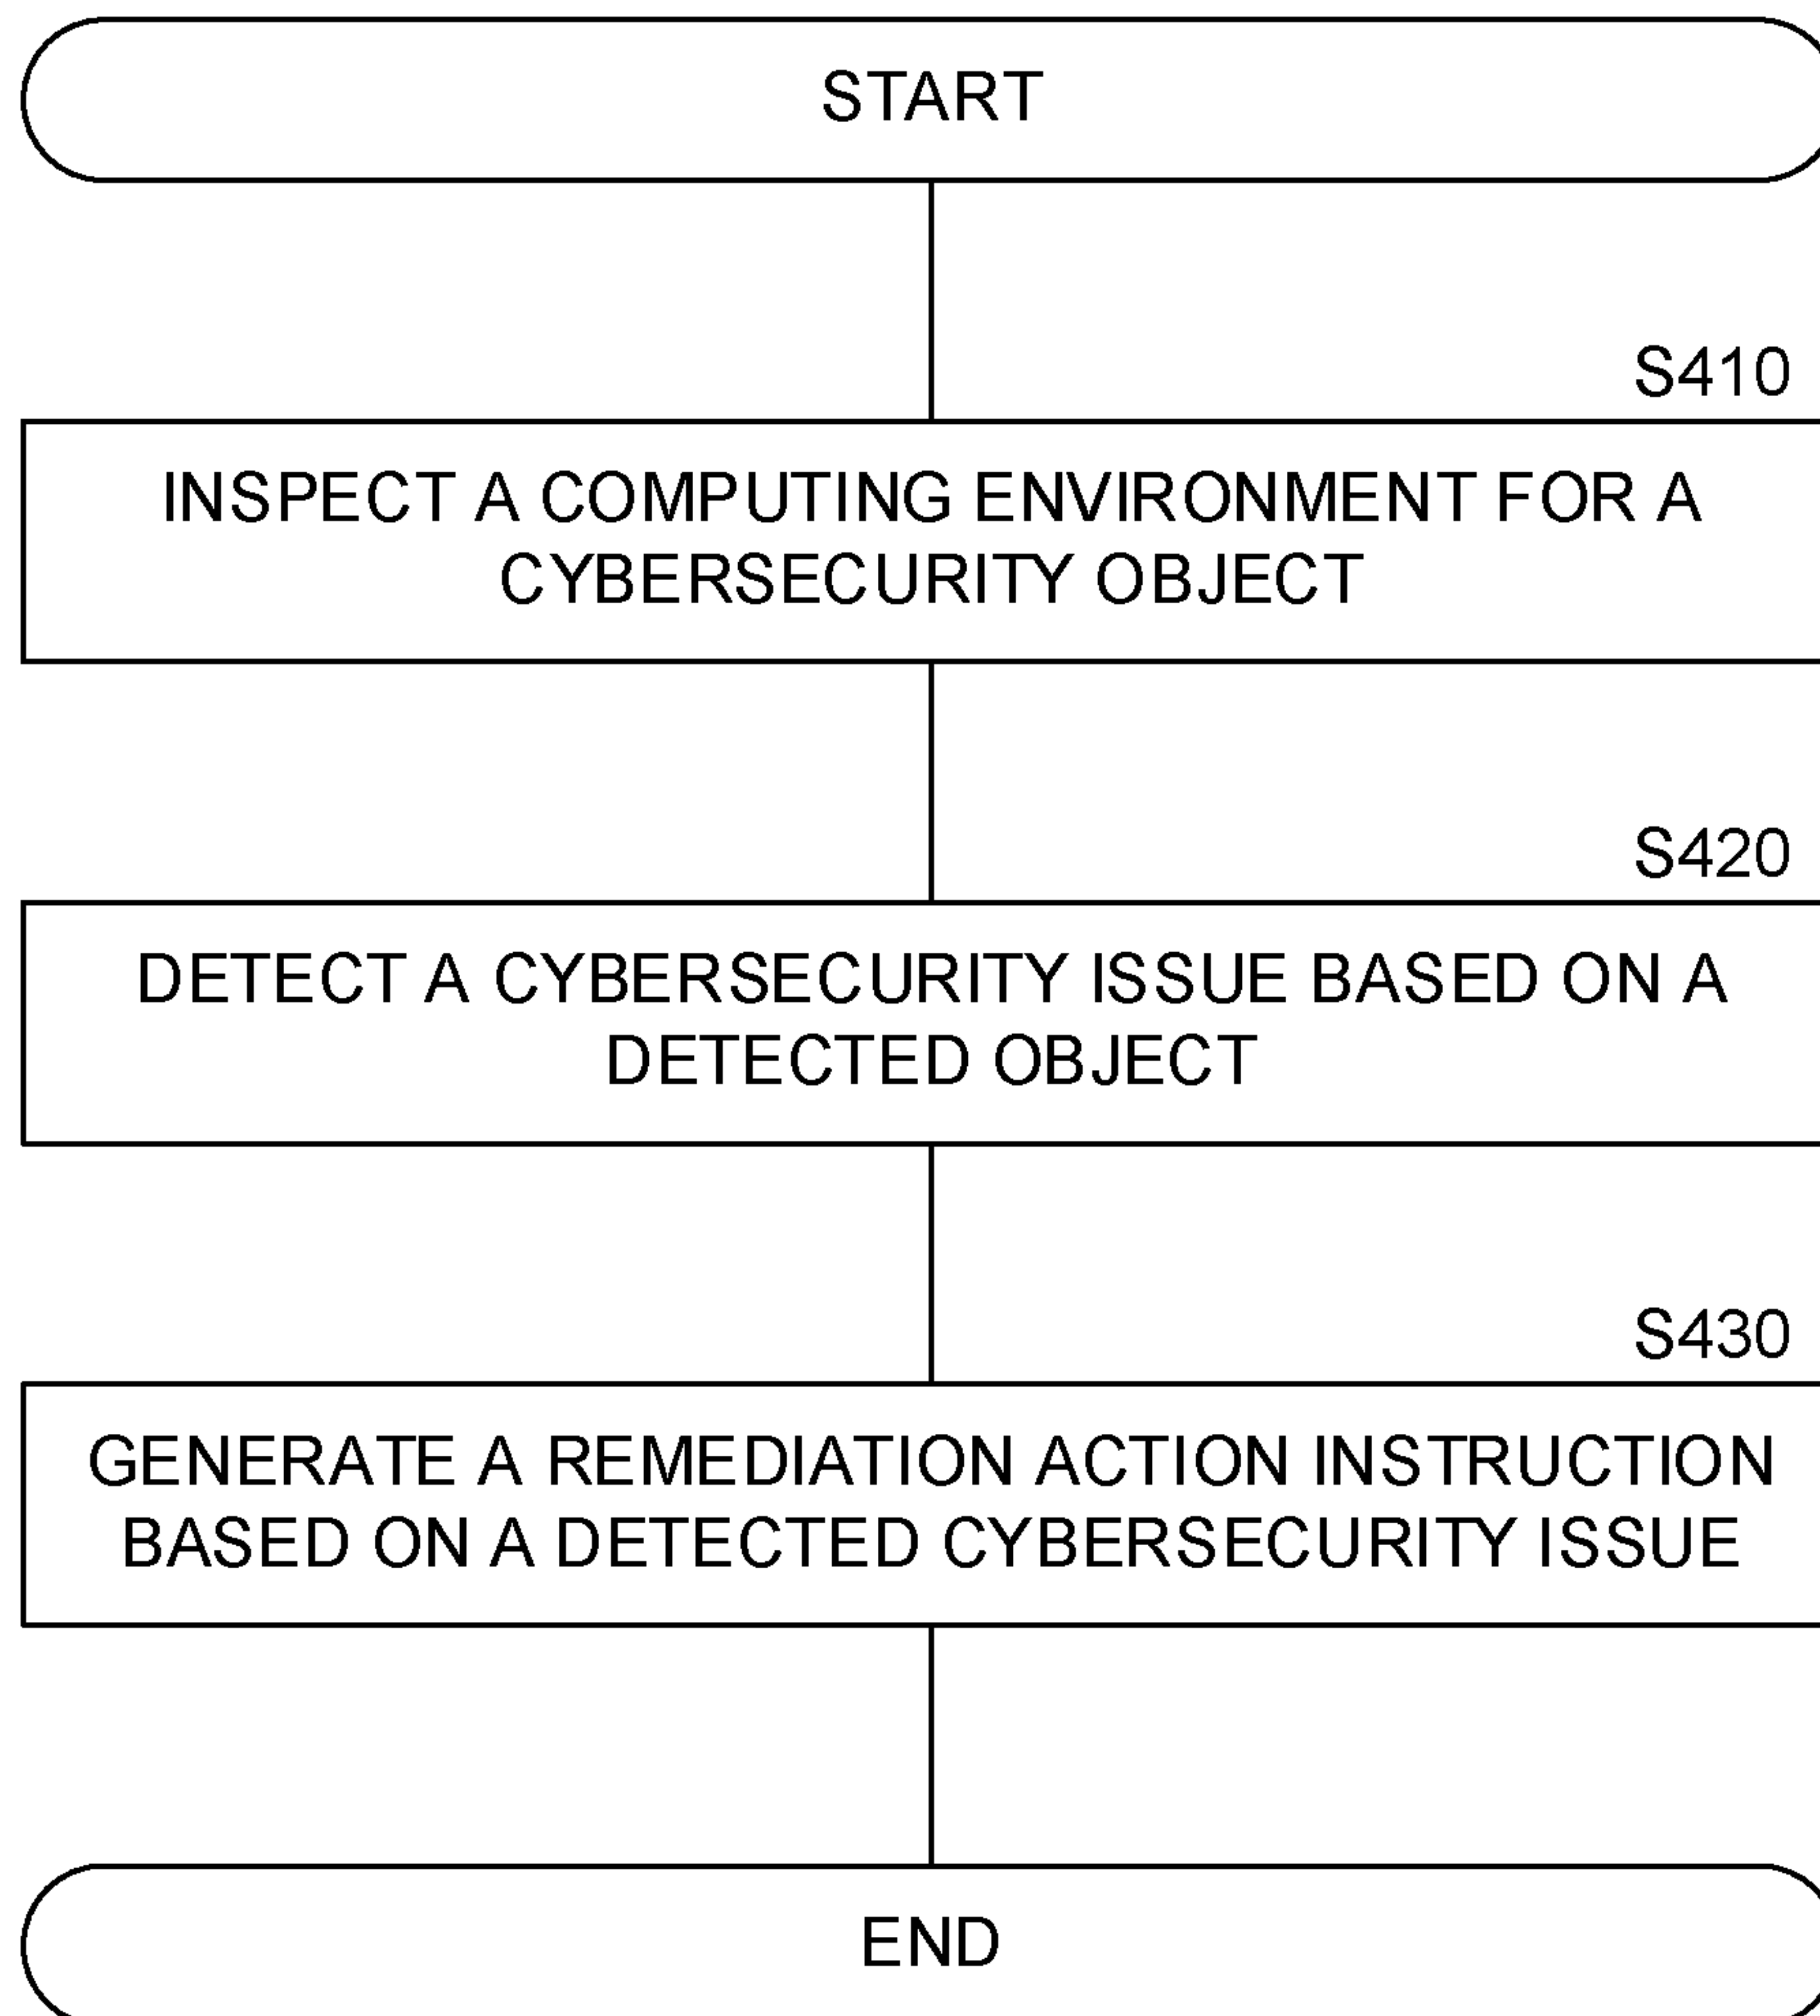 START
S410
INSPECT A COMPUTING ENVIRONMENT FOR A
CYBERSECURITY OBJECT
S420
DETECT A CYBERSECURITY ISSUE BASED ON A
DETECTED OBJECT
S430
GENERATE A REMEDIATION ACTION INSTRUCTION
BASED ON A DETECTED CYBERSECURITY ISSUE
END